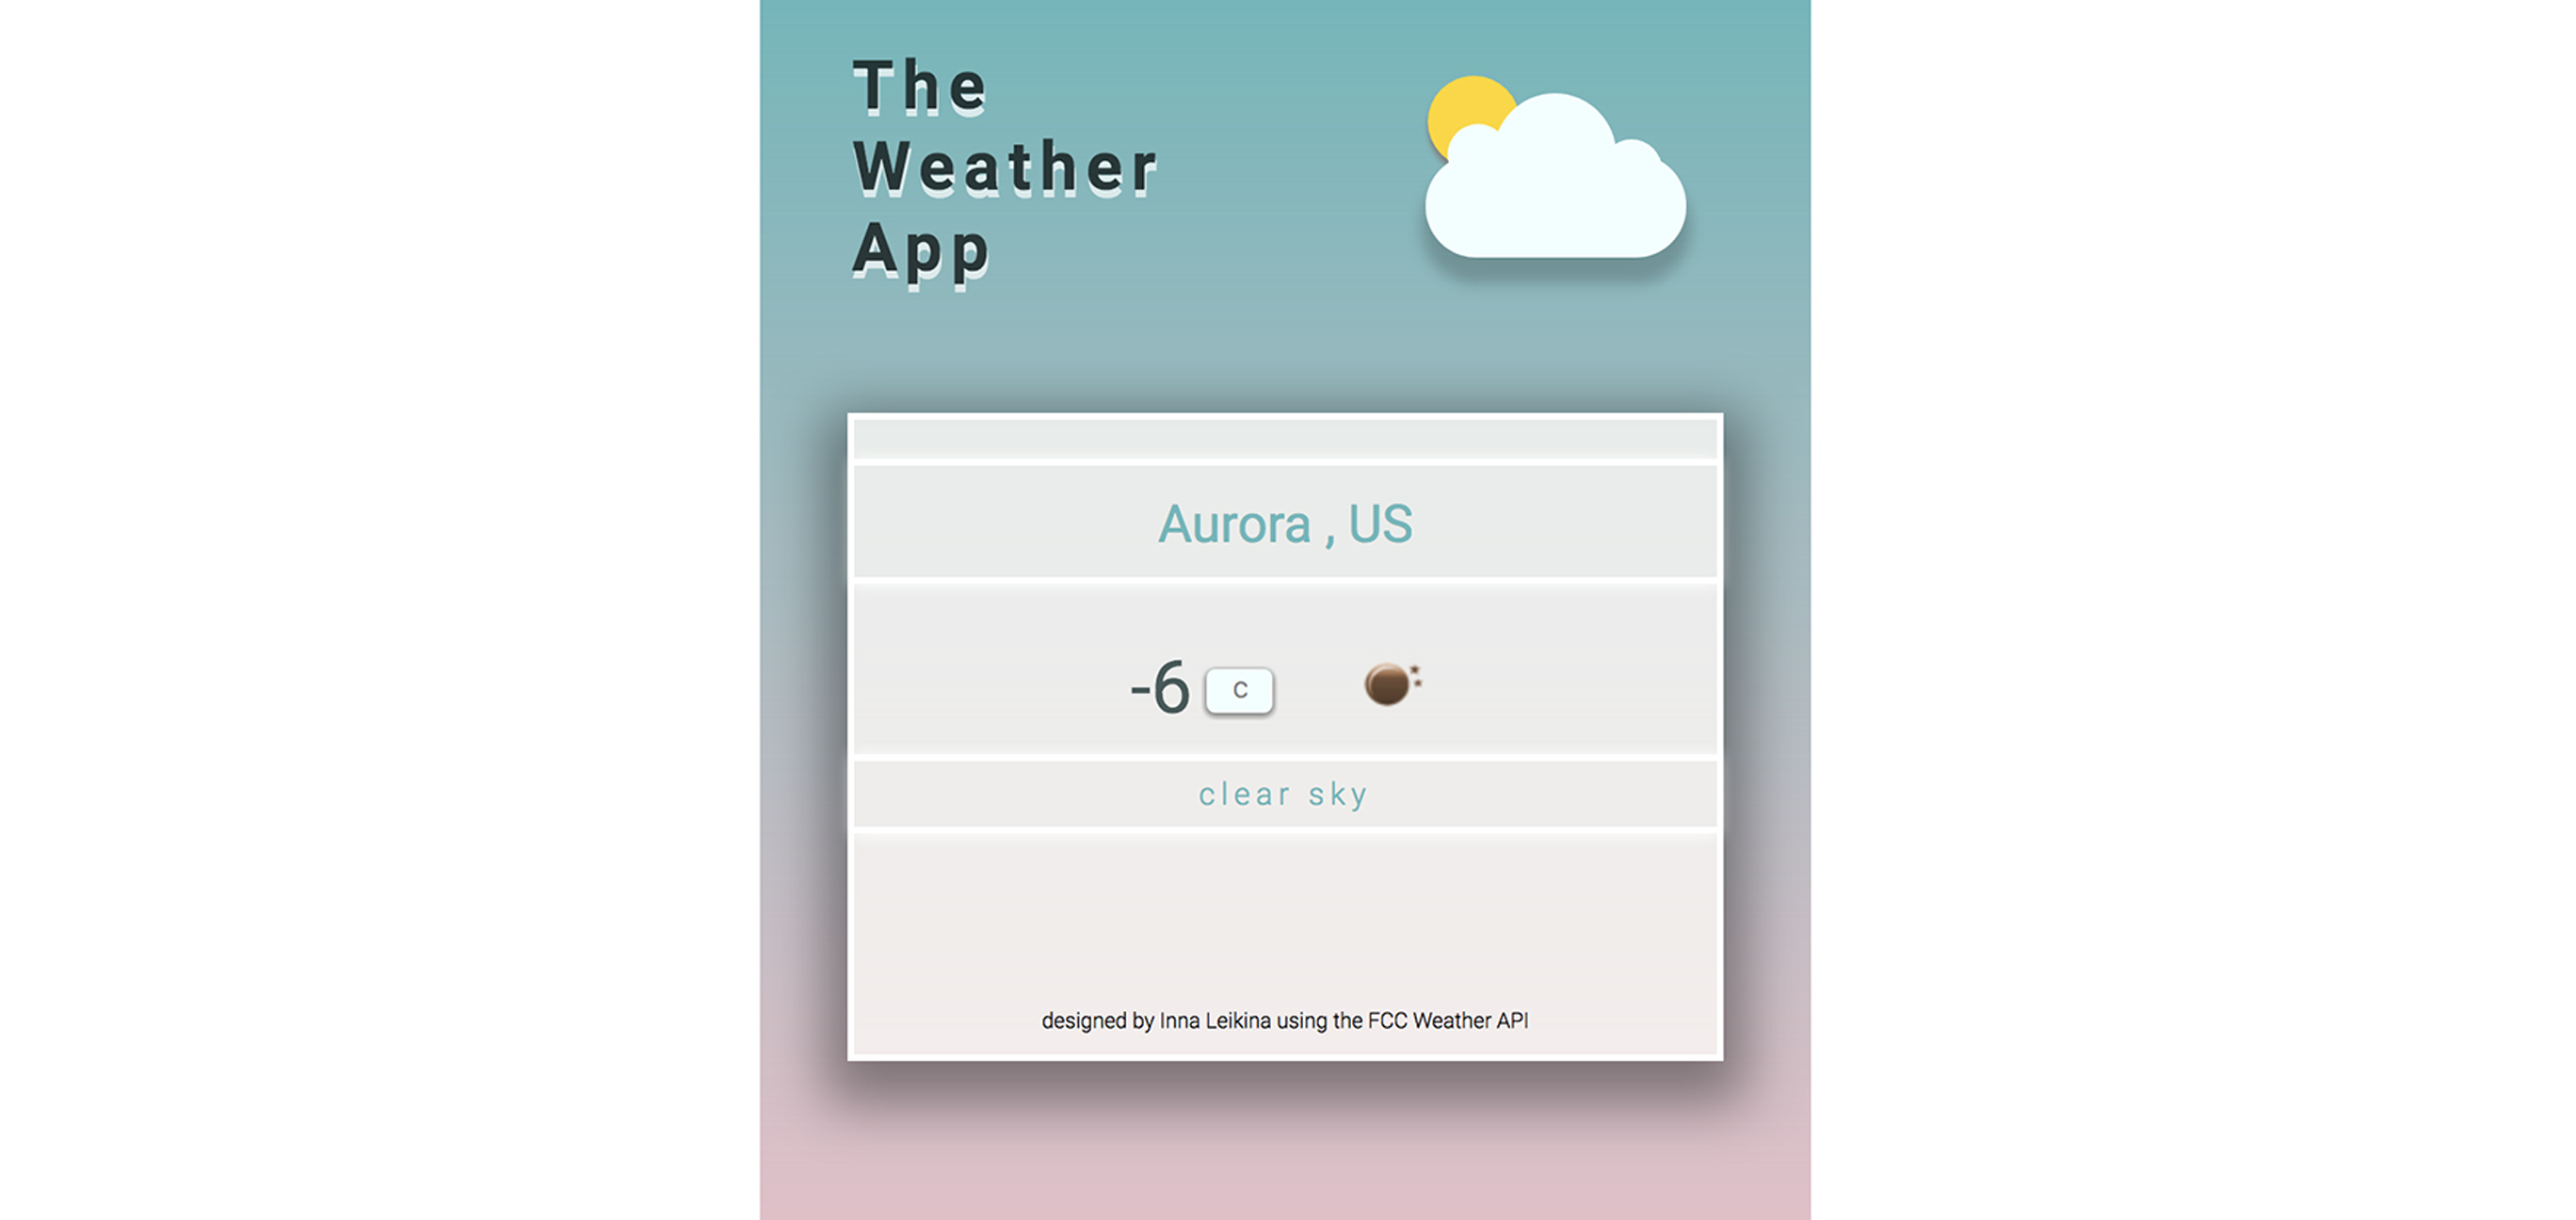 The
Weather
App
Aurora , US
-6 C
clear sky
designed by Inna Leikina using the FCC Weather API